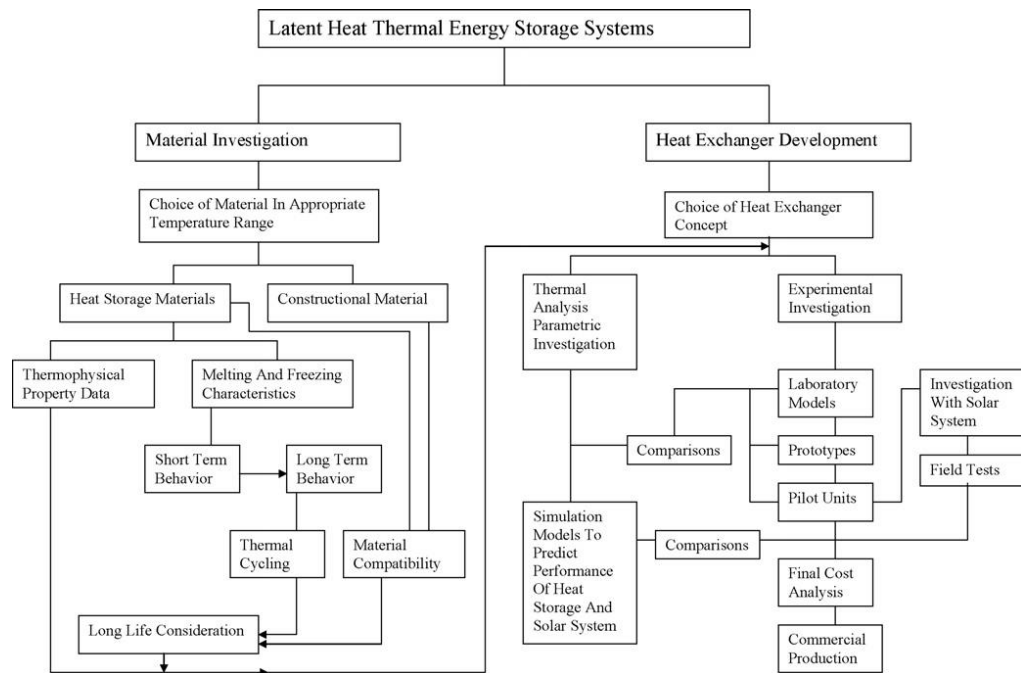 Latent Heat Thermal Energy Storage Systems
Material Investigation
Heat Exchanger Development
Choice of Material In Appropriate
Temperature Range
Choice of Heat Exchanger
Concept
Heat Storage Materials
Constructional Material
Thermal
Analysis
Parametric
Investigation
Experimental
Investigation
Thermophysical
Property Data
Melting And Freezing
Characteristics
Laboratory
Models
Investigation
With Solar
System
Short Term
Behavior
Long Term
Behavior
Comparisons
Prototypes
Field Tests
Pilot Units
Simulation
Models To
Predict
Performance
Of Heat
Storage And
Solar System
Thermal
Cycling
Material
Compatibility
Comparisons
Final Cost
Analysis
Long Life Consideration
Commercial
Production